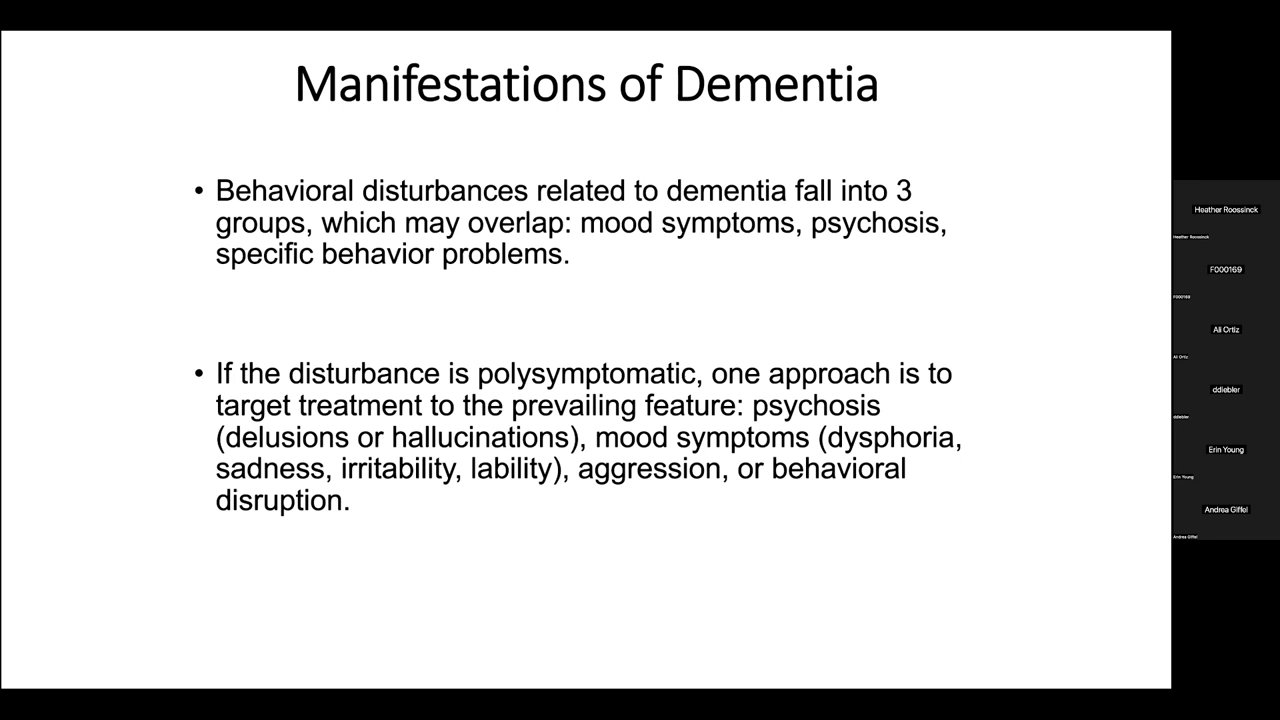 Manifestations of Dementia
• Behavioral disturbances related to dementia fall into 3
groups, which may overlap: mood symptoms, psychosis,
specific behavior problems.
• If the disturbance is polysymptomatic, one approach is to
target treatment to the prevailing feature: psychosis
(delusions or hallucinations), mood symptoms (dysphoria,
sadness, irritability, lability), aggression, or behavioral
disruption.
Heather Roossinck
Heather Roossinck
F000169
F000169
Ali Ortiz
Ali Ortiz
ddiebler
ddiebler
Erin Young
Erin Young
Andrea Giffel
Andrea Giffel